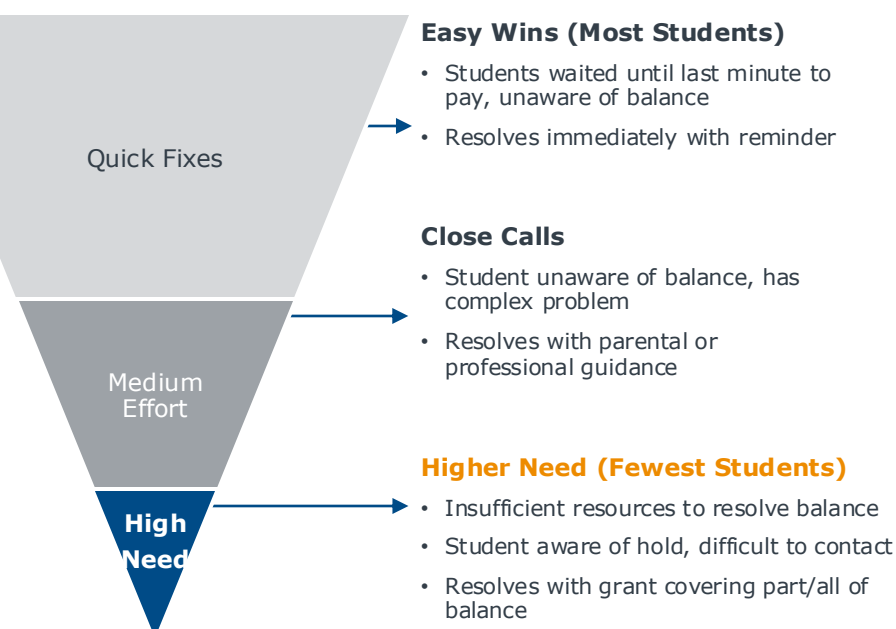 Easy Wins (Most Students)
• Students waited until last minute to
pay, unaware of balance
• Resolves immediately with reminder
Quick Fixes
Close Calls
• Student unaware of balance, has
complex problem
• Resolves with parental or
professional guidance
Medium
Effort
Higher Need (Fewest Students)
• Insufficient resources to resolve balance
• Student aware of hold, difficult to contact
• Resolves with grant covering part/all of
balance
High
Need